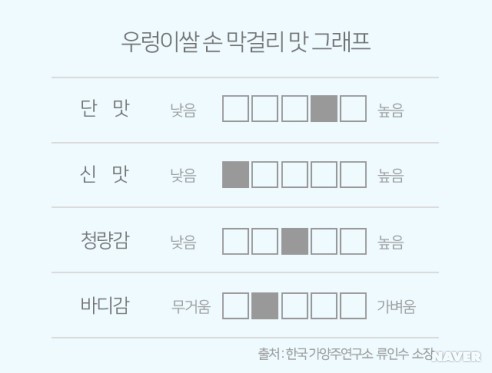 우렁이쌀 손 막걸리 맛 그래프
단 맛 낮음 높음
신 맛 낮음 높음
청량감 낮음 높음
바디감 무거움 가벼움
출처 : 한국가양주연구소 류인수 소장
NAVER